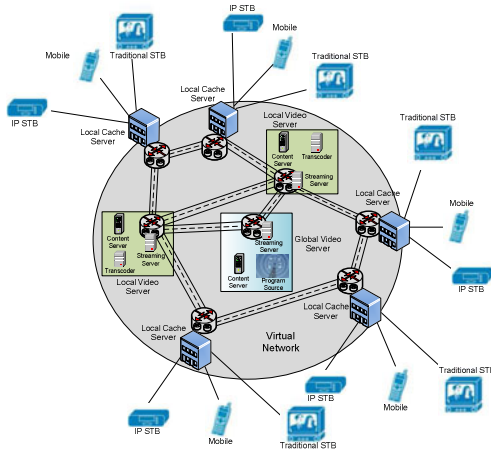 IP STB
Mobile
Mobile
Traditional STB
Traditional STB
Local Cache
Server
IP STB
Local Cache
Server
Local Video
Server
Traditional STB
Content
Server
Transcoder
Streaming
Server
Local Cache
Server
Mobile
Content
Server
Streaming
Server
Transcoder
Local Video
Server
Streaming
Server
Global Video
Server
Content
Server
Program
Source
IP STB
Local Cache
Server
Local Cache
Server
Virtual
Network
Traditional STB
IP STB
Mobile
IP STB
Mobile
Traditional STB